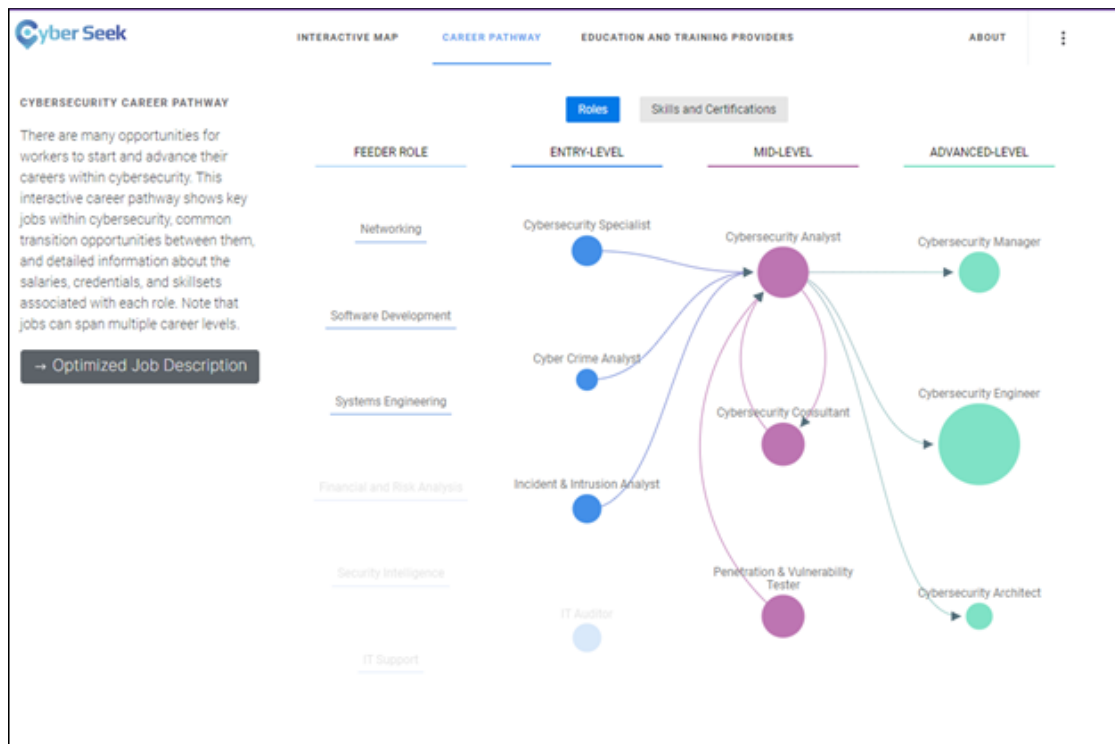 Cyber Seek
INTERACTIVE MAP
CAREER PATHWAY
EDUCATION AND TRAINING PROVIDERS
ABOUT
CYBERSECURITY CAREER PATHWAY
There are many opportunities for
workers to start and advance their
careers within cybersecurity. This
interactive career pathway shows key
jobs within cybersecurity, common
transition opportunities between them,
and detailed information about the
salaries, credentials, and skillsets
associated with each role. Note that
jobs can span multiple career levels.
→ Optimized Job Description
Roles
Skills and Certifications
FEEDER ROLE
ENTRY-LEVEL
MID-LEVEL
ADVANCED-LEVEL
Networking
Software Development
Systems Engineering
Financial and Risk Analysis
Security Intelligence
IT Support
Cybersecurity Specialist
Cyber Crime Analyst
Incident & Intrusion Analyst
IT Auditor
Cybersecurity Analyst
Cybersecurity Consultant
Penetration & Vulnerability
Tester
Cybersecurity Manager
Cybersecurity Engineer
Cybersecurity Architect